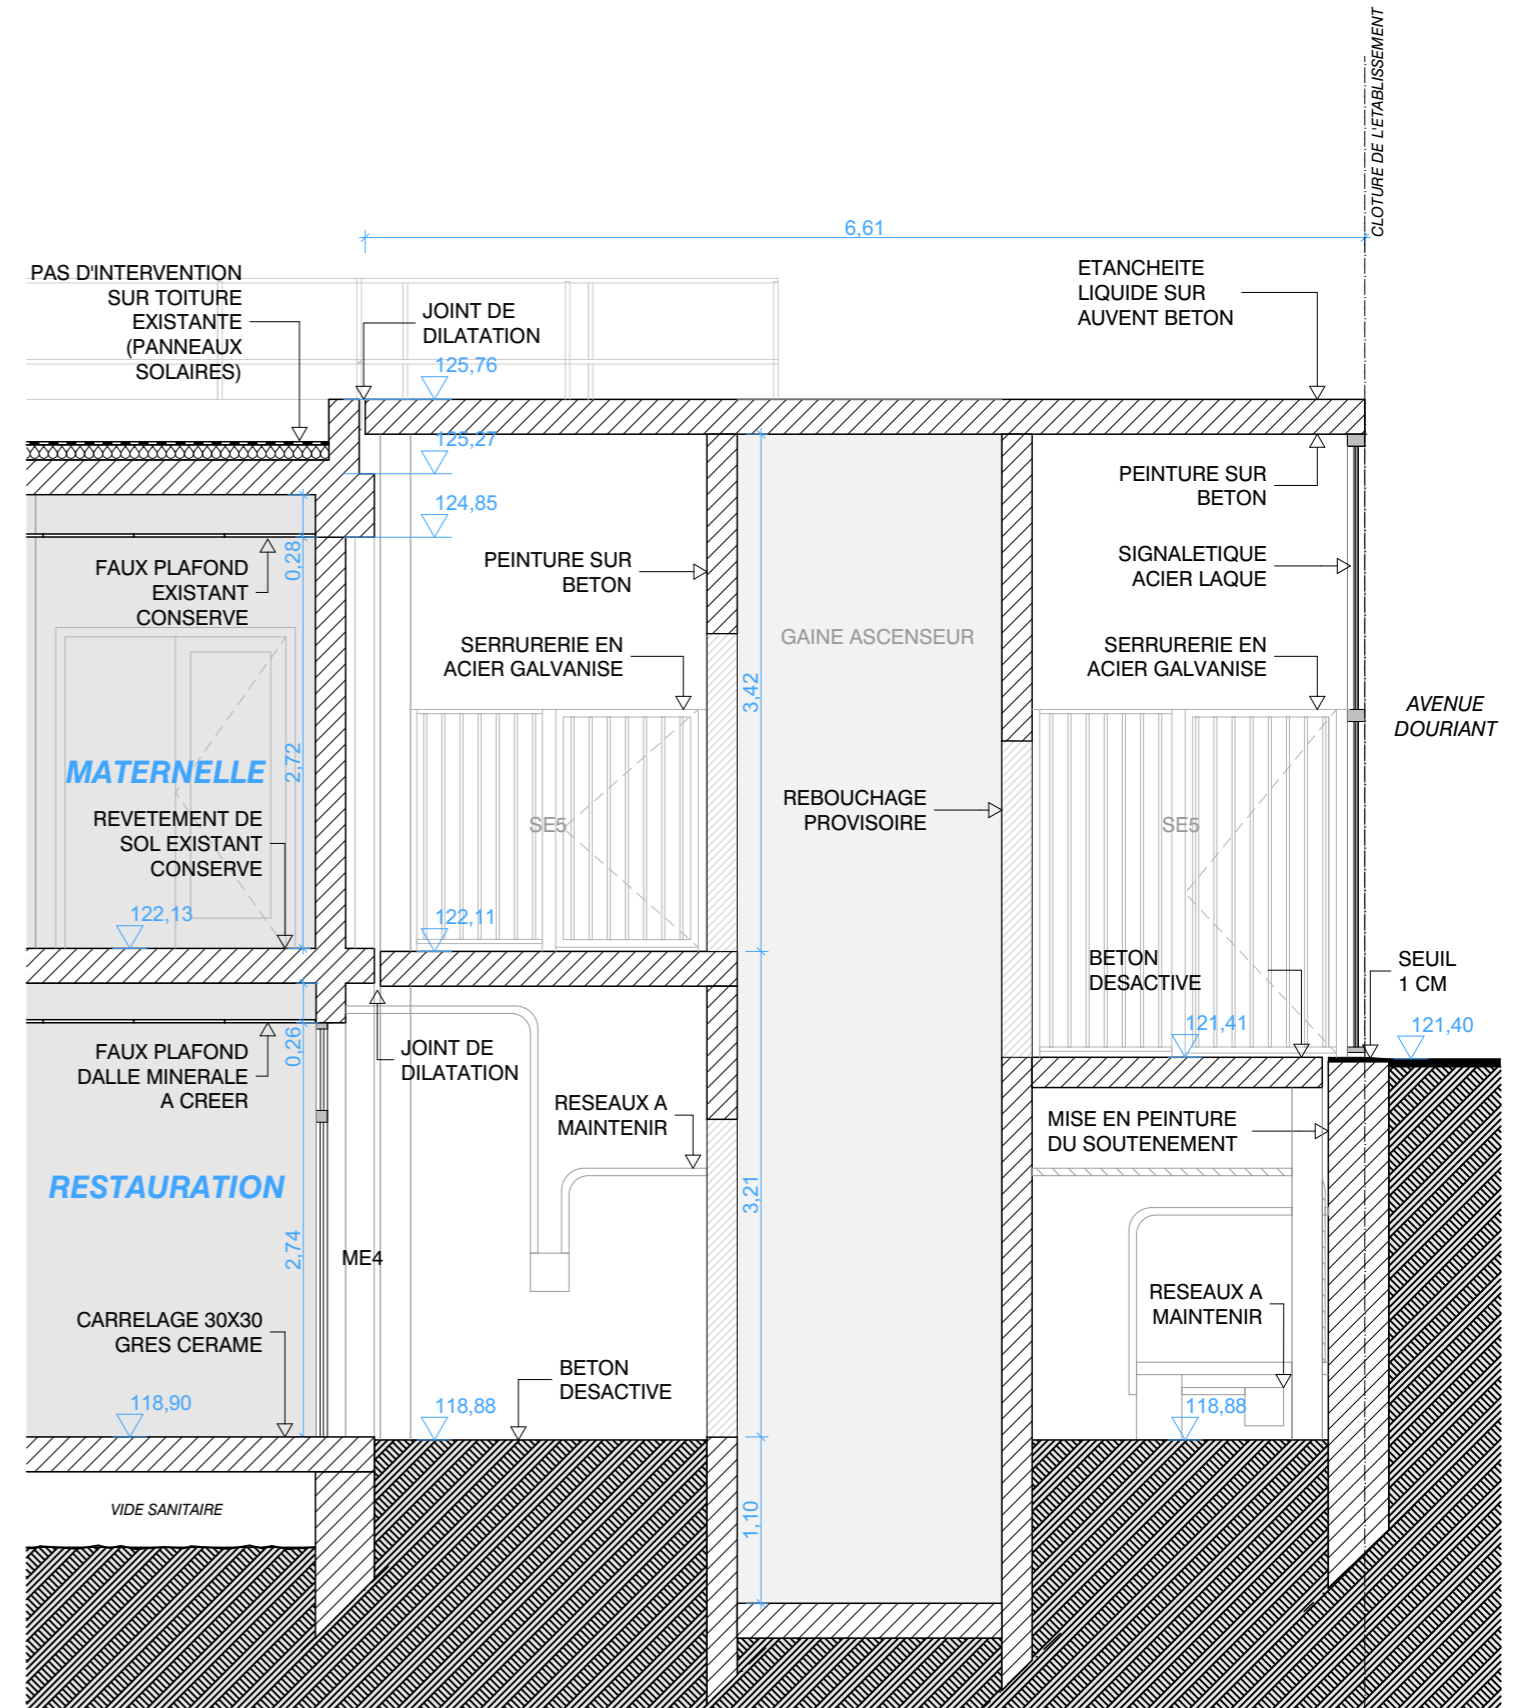 CLOTURE DE L'ETABLISSEMENT
6,61
PAS D'INTERVENTION
SUR TOITURE
EXISTANTE
(PANNEAUX
SOLAIRES)
JOINT DE
DILATATION
ETANCHEITE
LIQUIDE SUR
AUVENT BETON
125,76
125,27
124,85
PEINTURE SUR
BETON
SIGNALETIQUE
ACIER LAQUE
FAUX PLAFOND
EXISTANT
CONSERVE
0,28
PEINTURE SUR
BETON
GAINE ASCENSEUR
SERRURERIE EN
ACIER GALVANISE
SERRURERIE EN
ACIER GALVANISE
3,42
AVENUE
DOURIANT
MATERNELLE
2,72
REVETEMENT DE
SOL EXISTANT
CONSERVE
SE5
REBOUCHAGE
PROVISOIRE
SE5
122,13
122,11
BETON
DESACTIVE
SEUIL
1 CM
121,41
121,40
0,26
FAUX PLAFOND
DALLE MINERALE
A CREER
JOINT DE
DILATATION
RESEAUX A
MAINTENIR
MISE EN PEINTURE
DU SOUTENEMENT
RESTAURATION
3,21
2,74
ME4
CARRELAGE 30X30
GRES CERAME
RESEAUX A
MAINTENIR
BETON
DESACTIVE
118,90
118,88
118,88
VIDE SANITAIRE
1,10